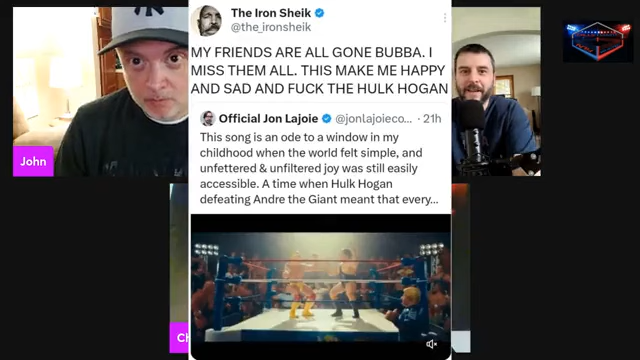 The Iron Sheik
@the_ironsheik
MY FRIENDS ARE ALL GONE BUBBA. I
MISS THEM ALL. THIS MAKE ME HAPPY
AND SAD AND FUCK THE HULK HOGAN
Official Jon Lajoie @jonlajoieco... · 21h
This song is an ode to a window in my
childhood when the world felt simple, and
unfettered & unfiltered joy was still easily
accessible. A time when Hulk Hogan
defeating Andre the Giant meant that every...
John